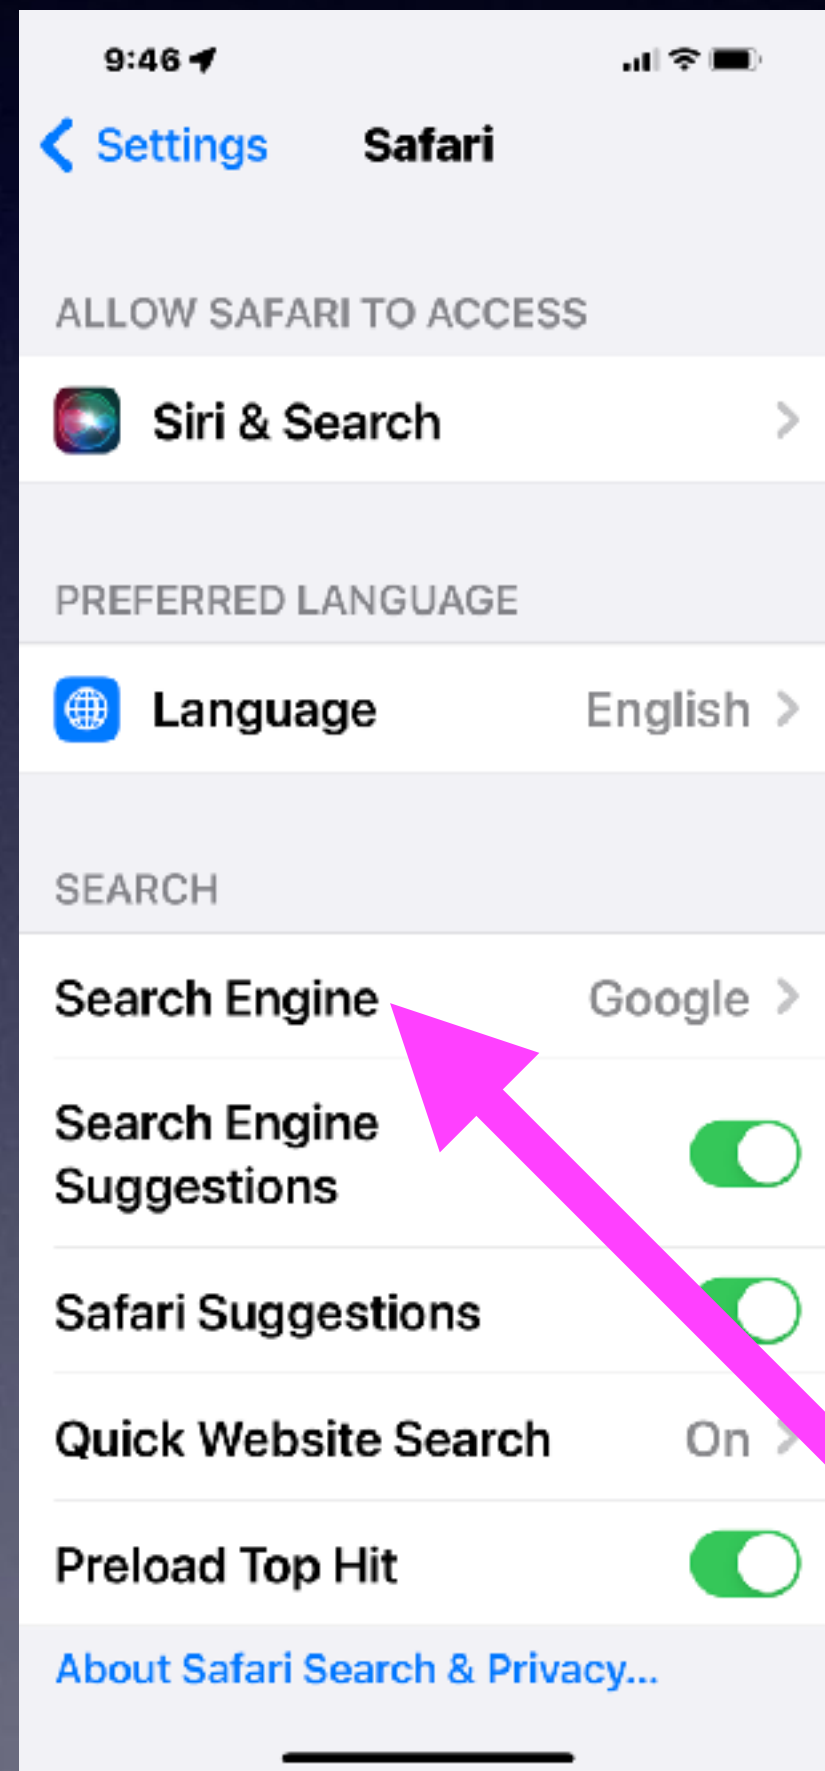 9:46
Settings Safari
ALLOW SAFARI TO ACCESS
Siri & Search
PREFERRED LANGUAGE
Language English
SEARCH
Search Engine Google
Search Engine
Suggestions
Safari Suggestions
Quick Website Search On
Preload Top Hit
About Safari Search & Privacy...